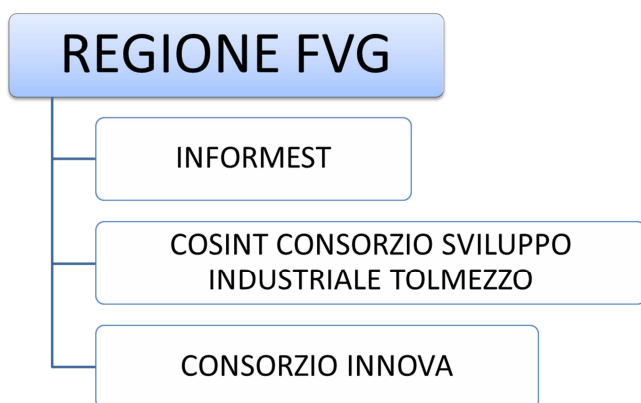 REGIONE FVG
INFORMEST
COSINT CONSORZIO SVILUPPO
INDUSTRIALE TOLMEZZO
CONSORZIO INNOVA